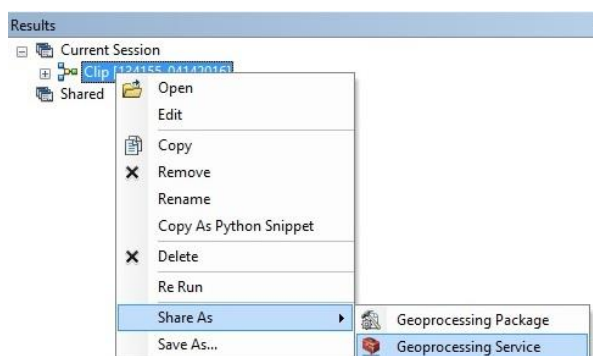 Results
Current Session
Clip [134155_04142016]
Shared
Open
Edit
Copy
Remove
Rename
Copy As Python Snippet
Delete
Re Run
Share As
Geoprocessing Package
Save As...
Geoprocessing Service